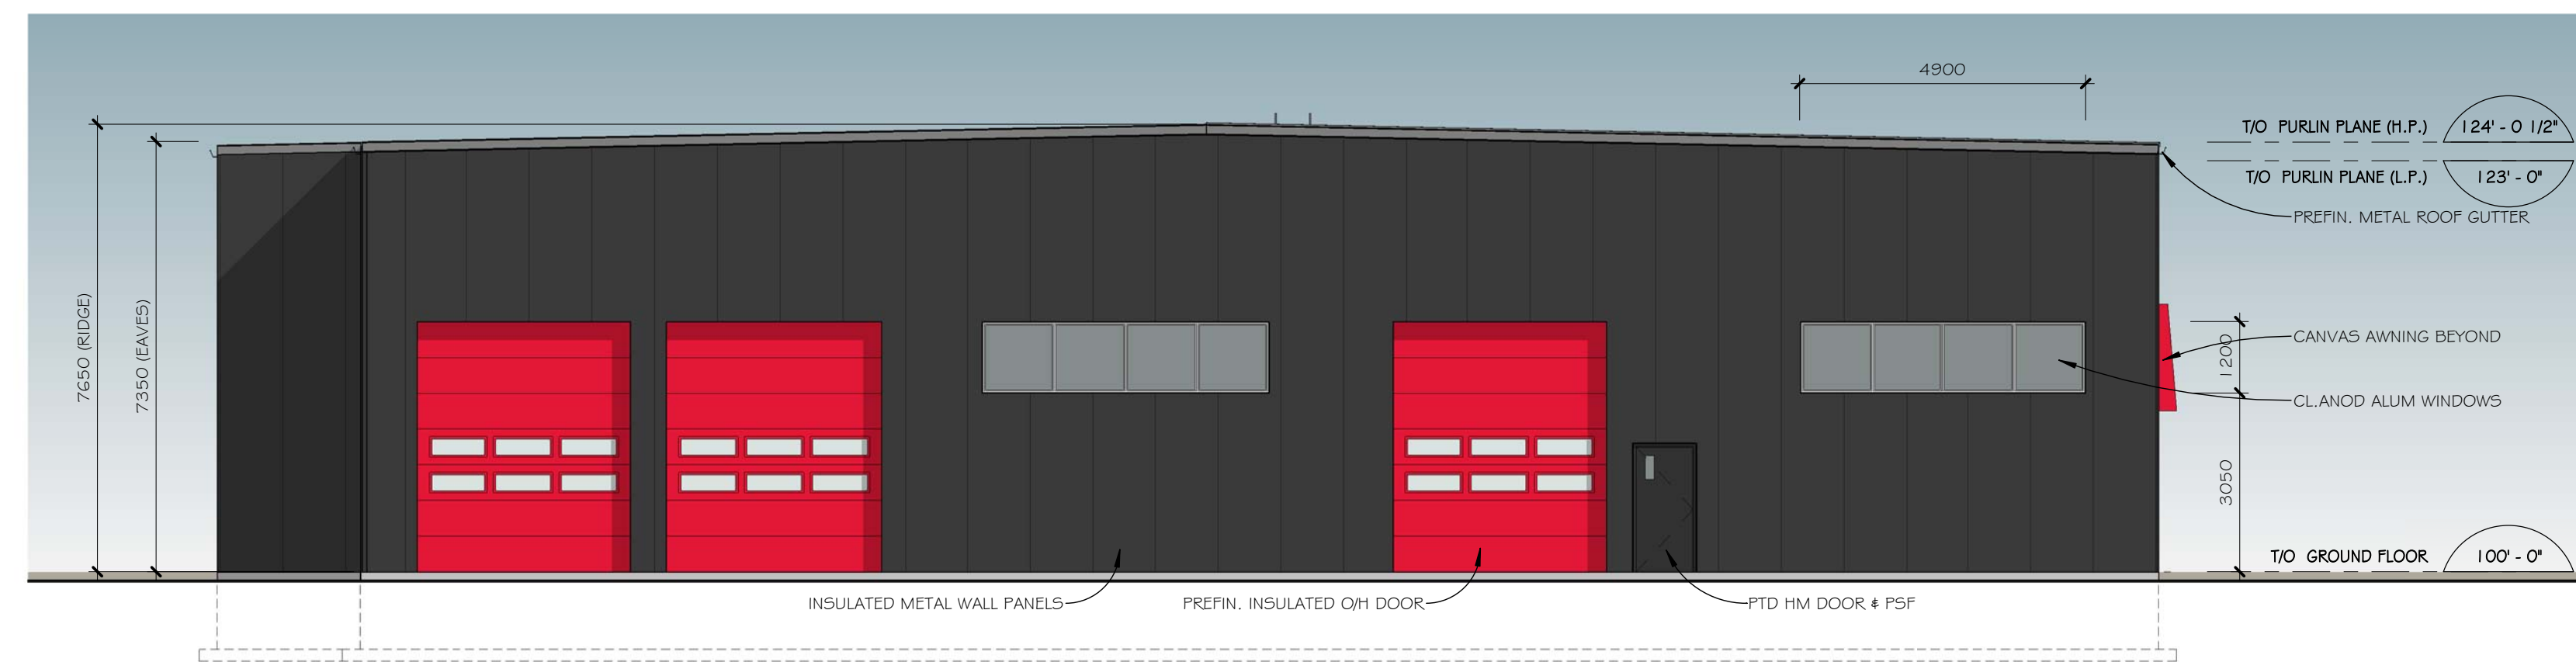 4900
T/O PURLIN PLANE (H.P.) 124' - 0 1/2"
T/O PURLIN PLANE (L.P.) 123' - 0"
PREFIN. METAL ROOF GUTTER
7650 (RIDGE)
7350 (EAVES)
CANVAS AWNING BEYOND
1200
CL.ANOD ALUM WINDOWS
3050
T/O GROUND FLOOR 100' - 0"
INSULATED METAL WALL PANELS
PREFIN. INSULATED O/H DOOR
PTD HM DOOR & PSF